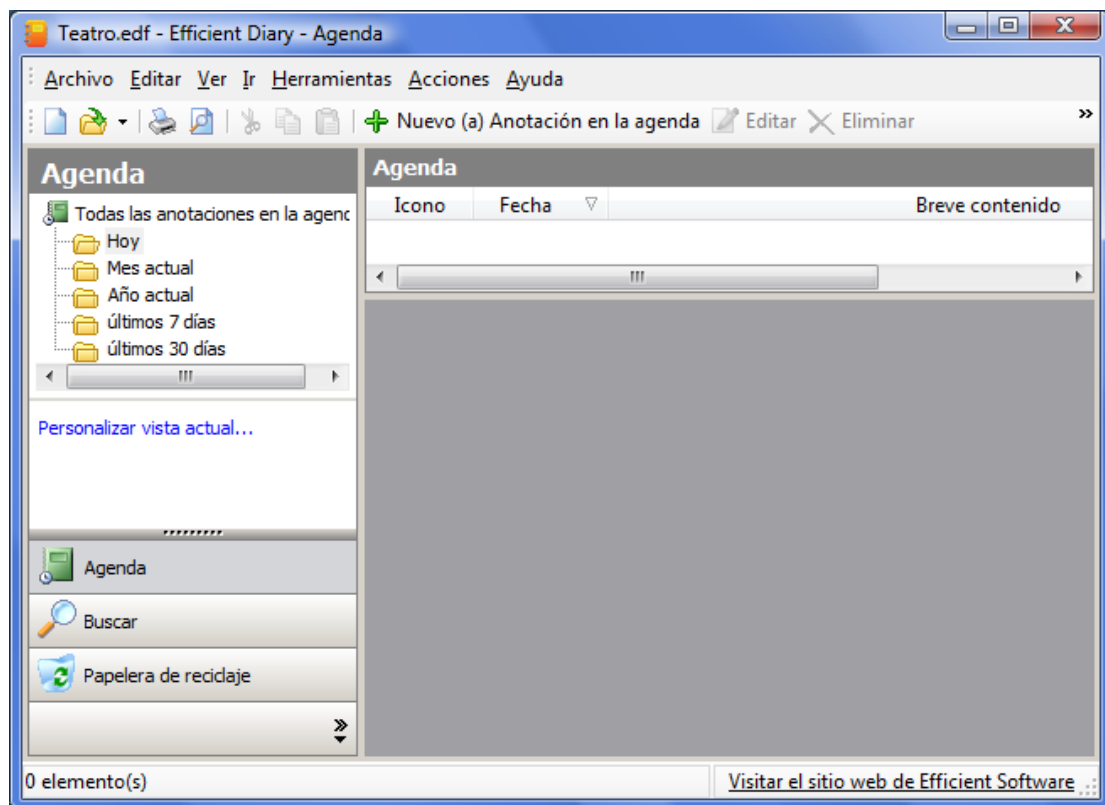 Teatro.edf - Efficient Diary - Agenda
Archivo Editar Ver Ir Herramientas Acciones Ayuda
Nuevo (a) Anotación en la agenda Editar Eliminar
Agenda
Todas las anotaciones en la agenc
Hoy
Mes actual
Año actual
últimos 7 días
últimos 30 días
Personalizar vista actual...
Agenda
Buscar
Papelera de reciclaje
Agenda
Icono Fecha Breve contenido
0 elemento(s)
Visitar el sitio web de Efficient Software